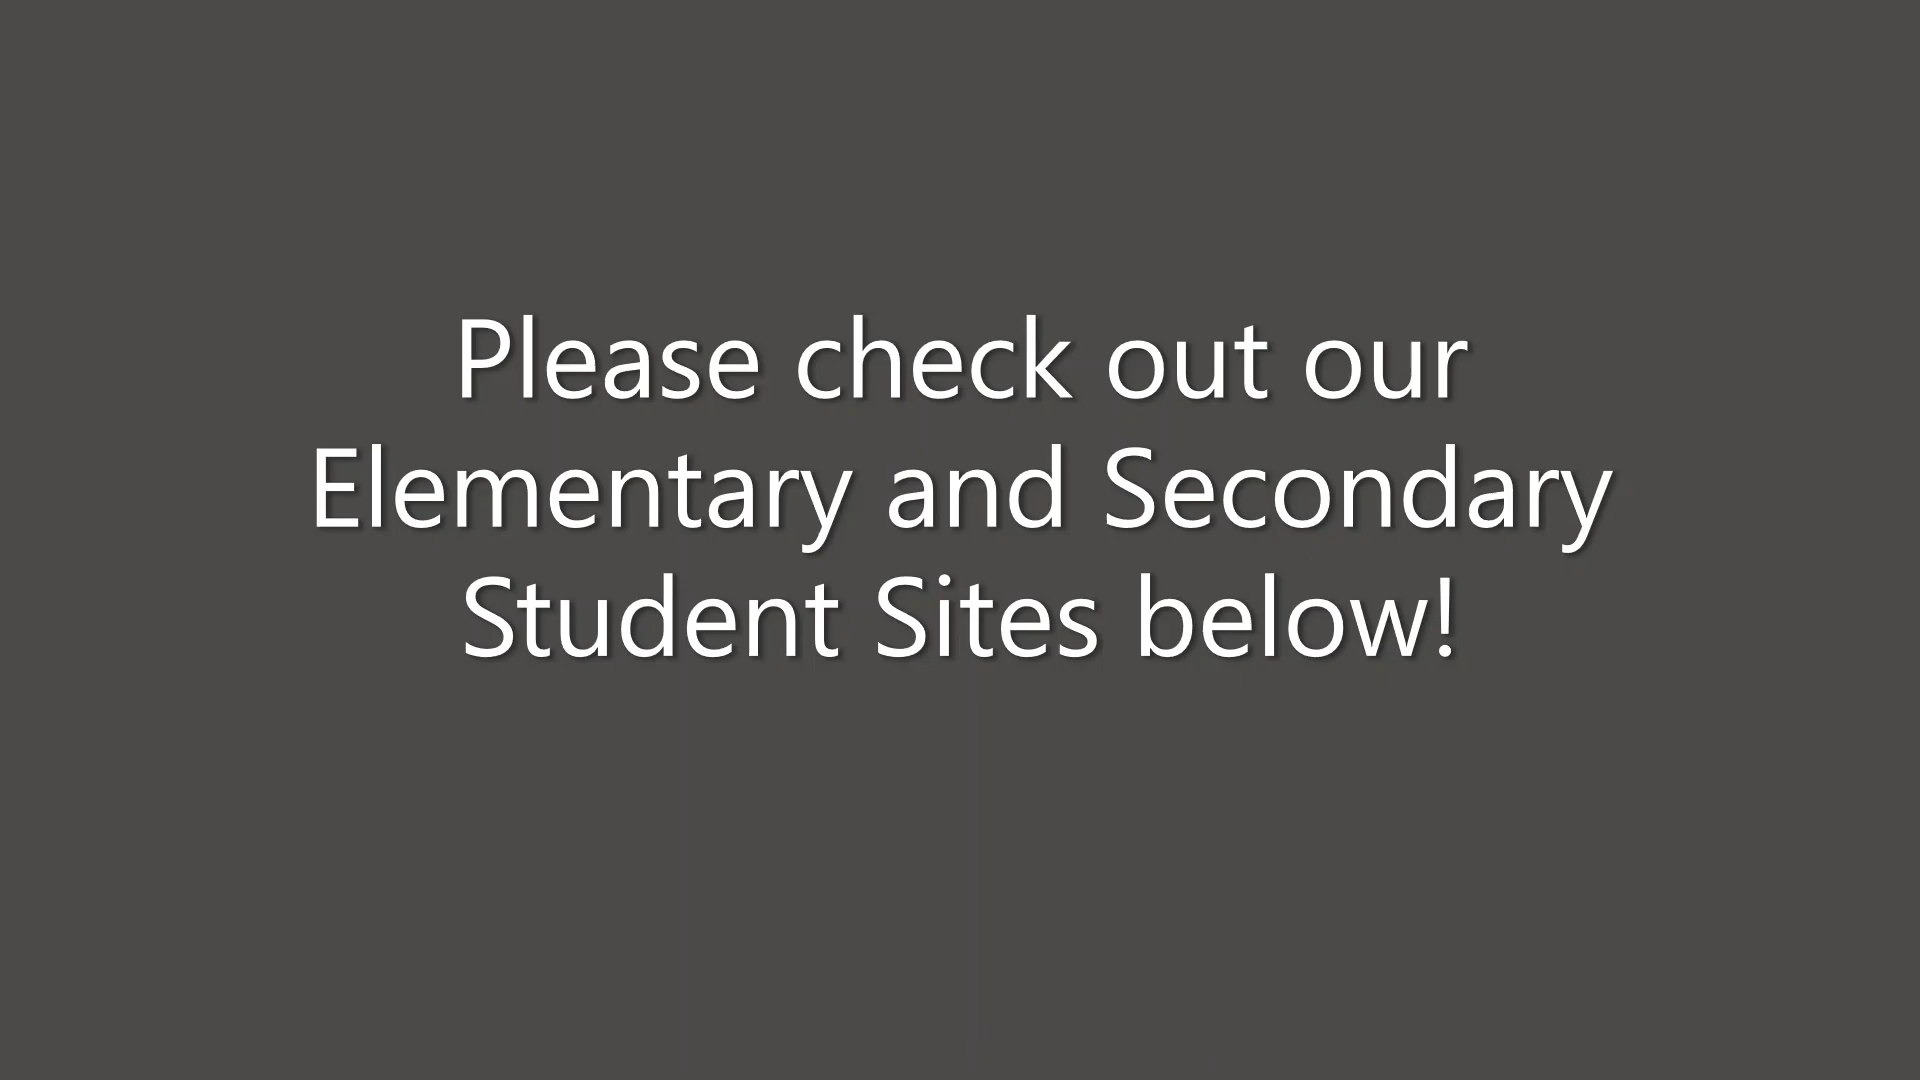 Please check out our
Elementary and Secondary
Student Sites below!